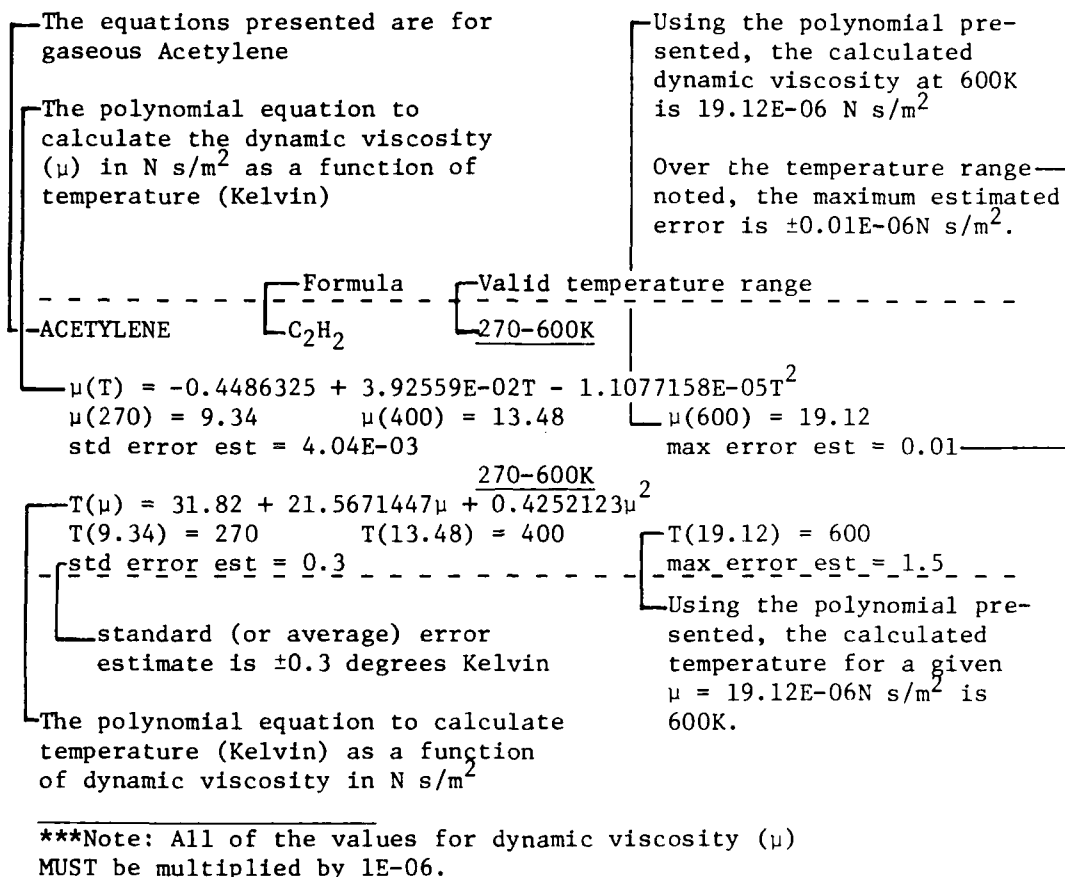 The equations presented are for
gaseous Acetylene
The polynomial equation to
calculate the dynamic viscosity
(μ) in N s/m² as a function of
temperature (Kelvin)
Using the polynomial pre-
sented, the calculated
dynamic viscosity at 600K
is 19.12E-06 N s/m²
Over the temperature range
noted, the maximum estimated
error is ±0.01E-06N s/m².
Formula Valid temperature range
ACETYLENE C₂H₂ 270-600K
μ(T) = -0.4486325 + 3.92559E-02T - 1.1077158E-05T²
μ(270) = 9.34 μ(400) = 13.48 μ(600) = 19.12
std error est = 4.04E-03 max error est = 0.01
270-600K
T(μ) = 31.82 + 21.5671447μ + 0.4252123μ²
T(9.34) = 270 T(13.48) = 400 T(19.12) = 600
std error est = 0.3 max error est = 1.5
standard (or average) error
estimate is ±0.3 degrees Kelvin
Using the polynomial pre-
sented, the calculated
temperature for a given
μ = 19.12E-06N s/m² is
600K.
The polynomial equation to calculate
temperature (Kelvin) as a function
of dynamic viscosity in N s/m²
***Note: All of the values for dynamic viscosity (μ)
MUST be multiplied by 1E-06.